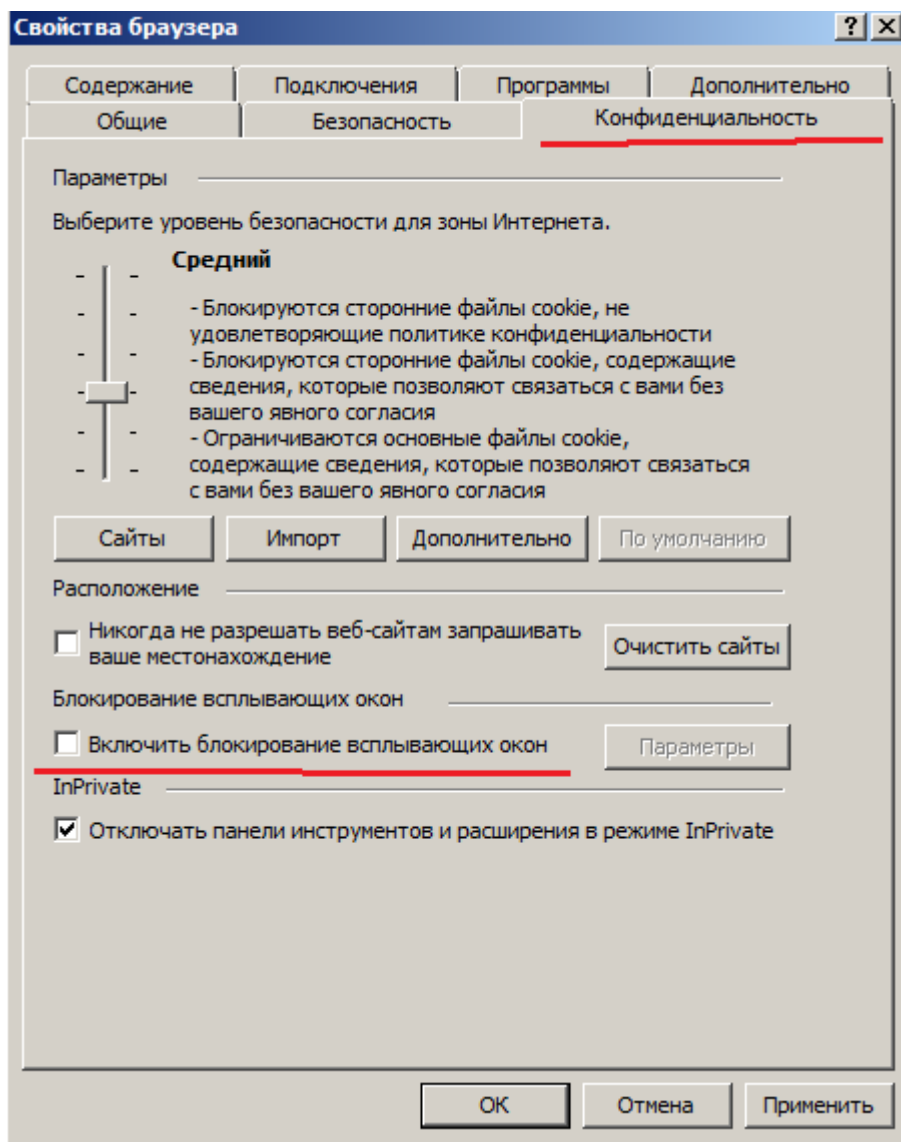 Свойства браузера
Содержание Подключения Программы Дополнительно
Общие Безопасность Конфиденциальность
Параметры
Выберите уровень безопасности для зоны Интернета.
Средний
- Блокируются сторонние файлы cookie, не
удовлетворяющие политике конфиденциальности
- Блокируются сторонние файлы cookie, содержащие
сведения, которые позволяют связаться с вами без
вашего явного согласия
- Ограничиваются основные файлы cookie,
содержащие сведения, которые позволяют связаться
с вами без вашего явного согласия
Сайты Импорт Дополнительно По умолчанию
Расположение
Никогда не разрешать веб-сайтам запрашивать
ваше местонахождение
Очистить сайты
Блокирование всплывающих окон
Включить блокирование всплывающих окон Параметры
InPrivate
Отключать панели инструментов и расширения в режиме InPrivate
ОК Отмена Применить